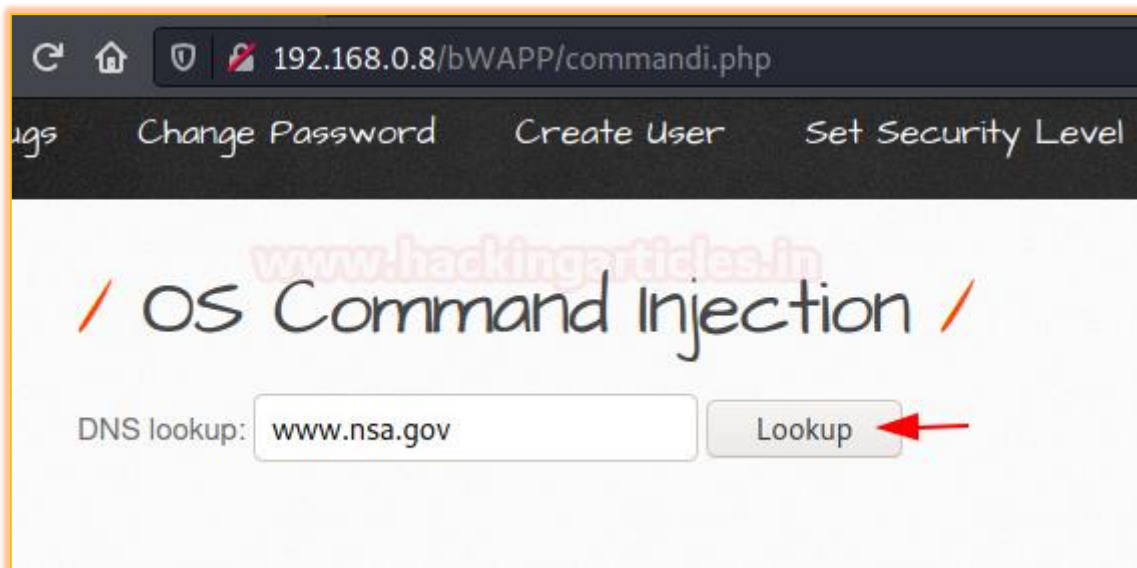 192.168.0.8/bWAPP/commandi.php
ugs Change Password Create User Set Security Level
www.hackingarticles.in
/ OS Command Injection /
DNS lookup: www.nsa.gov Lookup